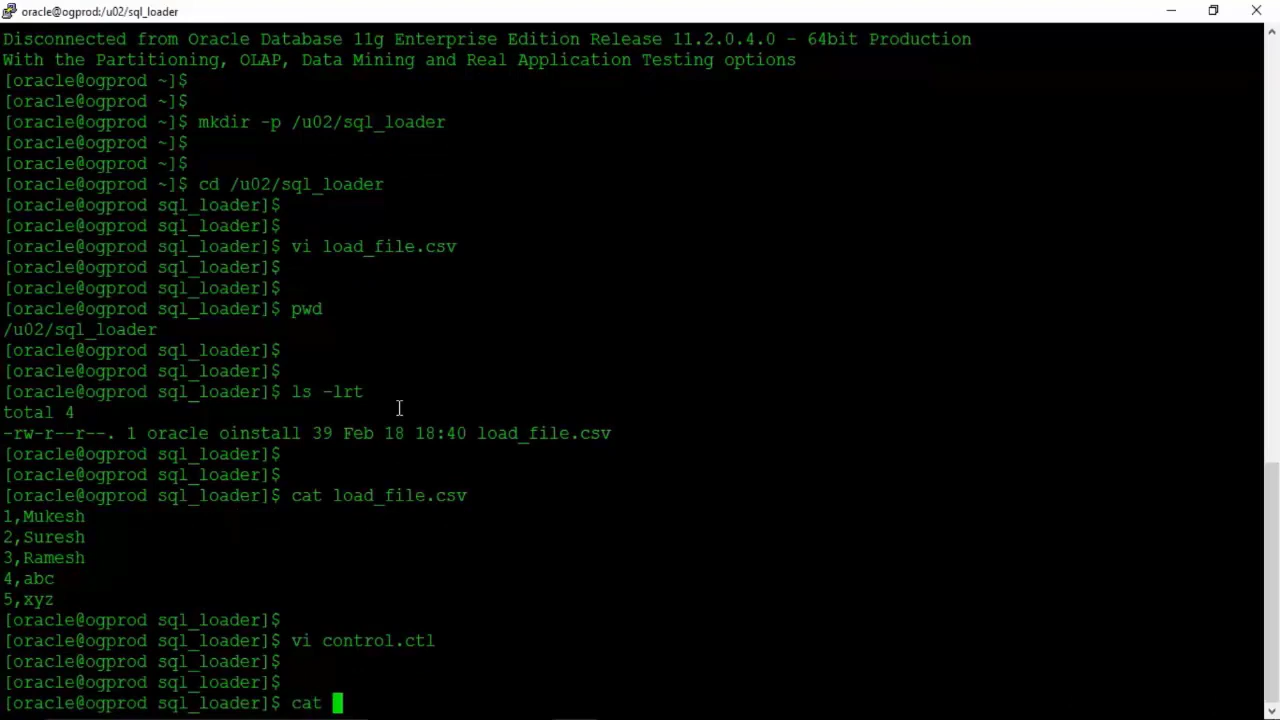 oracle@ogprod:/u02/sql_loader
Disconnected from Oracle Database 11g Enterprise Edition Release 11.2.0.4.0 - 64bit Production
With the Partitioning, OLAP, Data Mining and Real Application Testing options
[oracle@ogprod ~]$
[oracle@ogprod ~]$
[oracle@ogprod ~]$ mkdir -p /u02/sql_loader
[oracle@ogprod ~]$
[oracle@ogprod ~]$
[oracle@ogprod ~]$ cd /u02/sql_loader
[oracle@ogprod sql_loader]$
[oracle@ogprod sql_loader]$
[oracle@ogprod sql_loader]$ vi load_file.csv
[oracle@ogprod sql_loader]$
[oracle@ogprod sql_loader]$
[oracle@ogprod sql_loader]$ pwd
/u02/sql_loader
[oracle@ogprod sql_loader]$
[oracle@ogprod sql_loader]$
[oracle@ogprod sql_loader]$ ls -lrt
total 4
-rw-r--r--. 1 oracle oinstall 39 Feb 18 18:40 load_file.csv
[oracle@ogprod sql_loader]$
[oracle@ogprod sql_loader]$
[oracle@ogprod sql_loader]$ cat load_file.csv
1,Mukesh
2,Suresh
3,Ramesh
4,abc
5,xyz
[oracle@ogprod sql_loader]$
[oracle@ogprod sql_loader]$ vi control.ctl
[oracle@ogprod sql_loader]$
[oracle@ogprod sql_loader]$
[oracle@ogprod sql_loader]$ cat